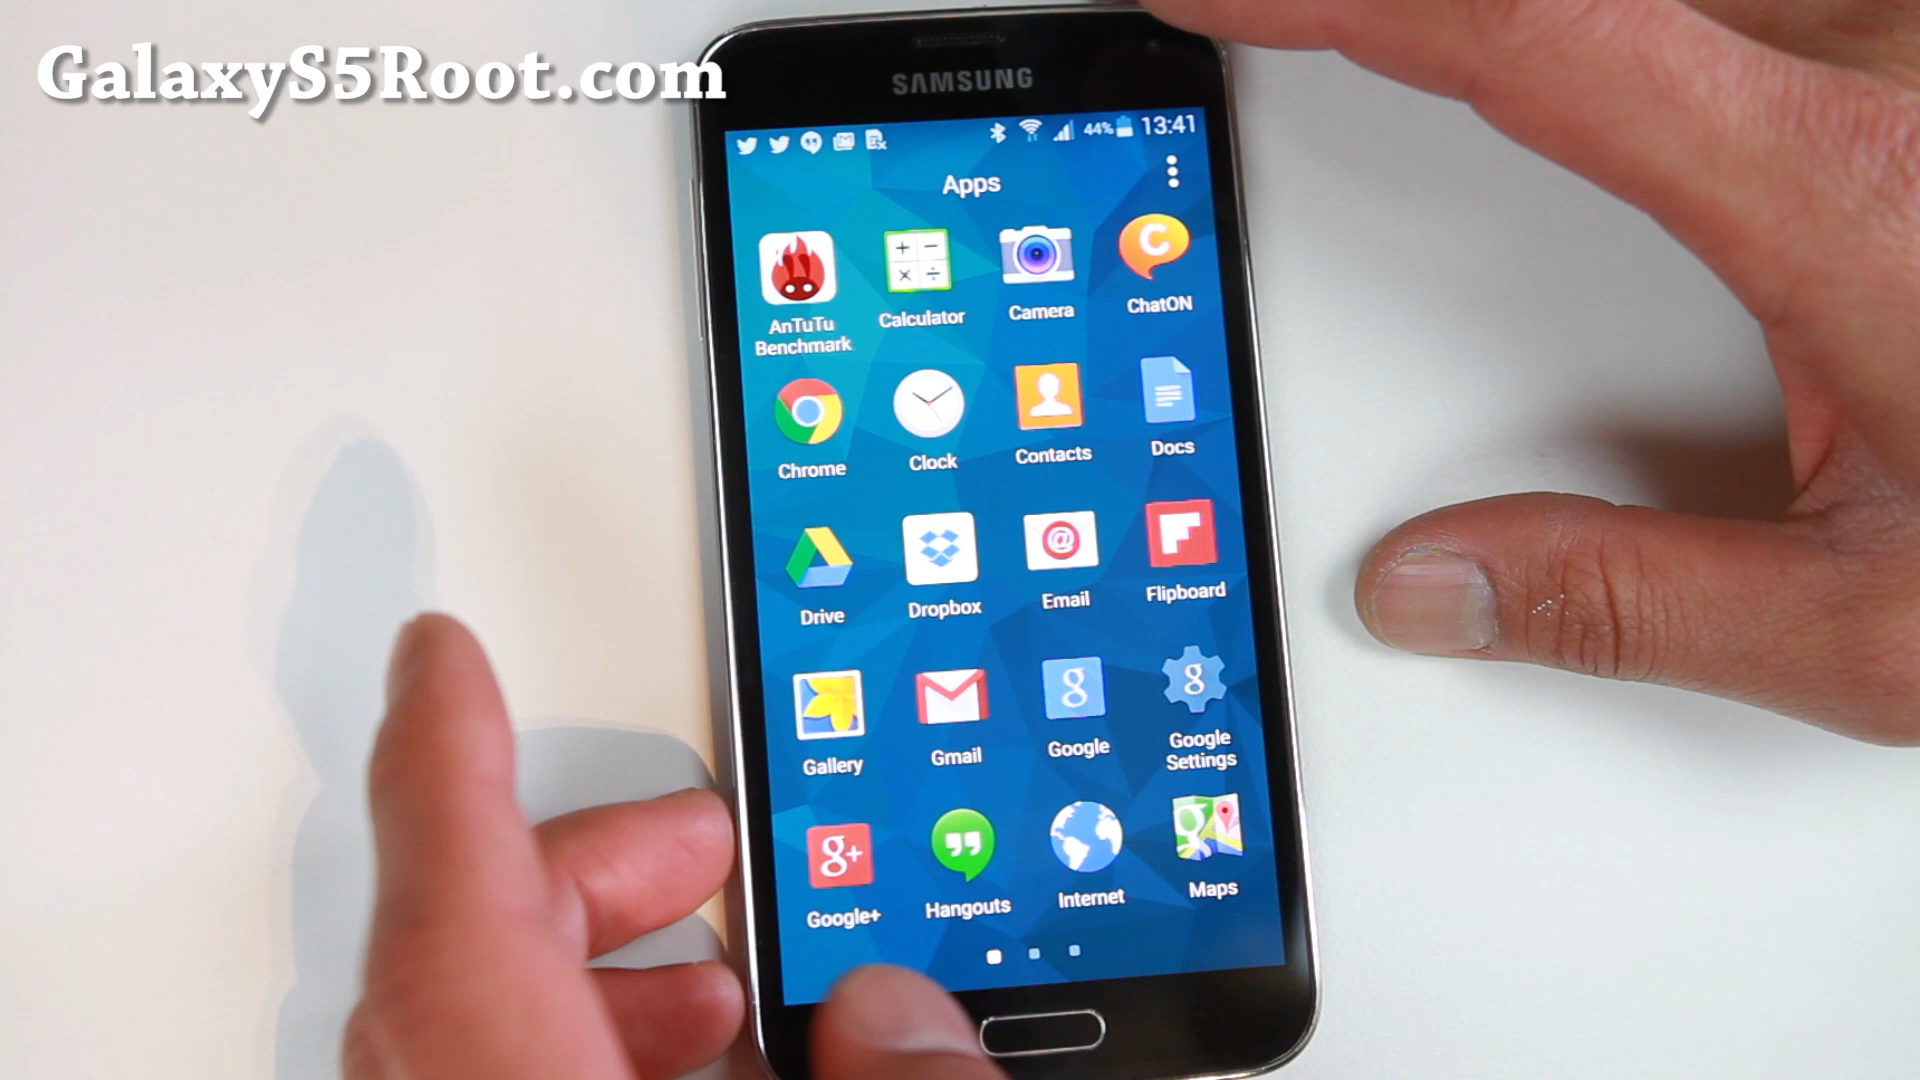 GalaxyS5Root.com
SAMSUNG
44% 13:41
Apps
AnTuTu
Benchmark
Calculator
Camera
C
ChatON
Chrome
Clock
Contacts
Docs
Drive
Dropbox
@
Email
Flipboard
Gallery
Gmail
g
Google
g
Google
Settings
g+
Google+
Hangouts
Internet
g
Maps